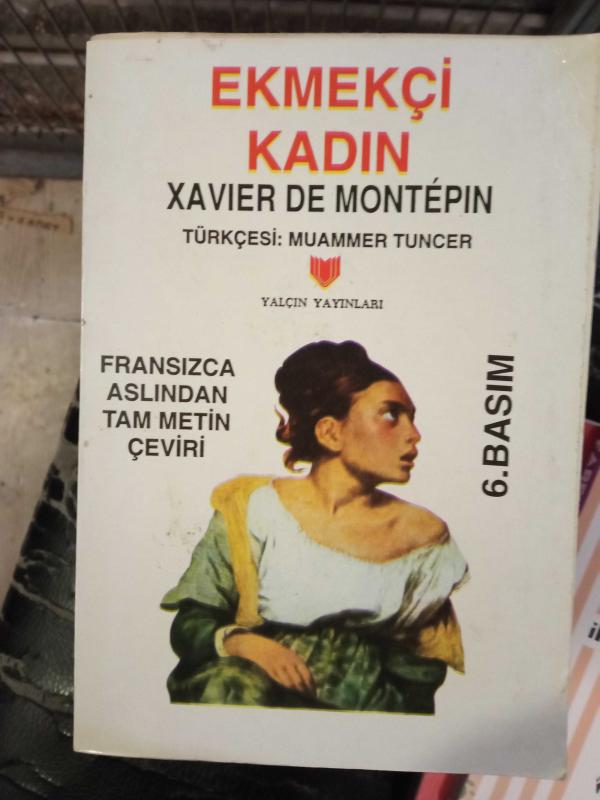 EKMEKÇİ
KADIN
XAVIER DE MONTÉPIN
TÜRKÇESİ: MUAMMER TUNCER
YALÇIN YAYINLARI
FRANSIZCA
ASLINDAN
TAM METİN
ÇEVİRİ
6.BASIM